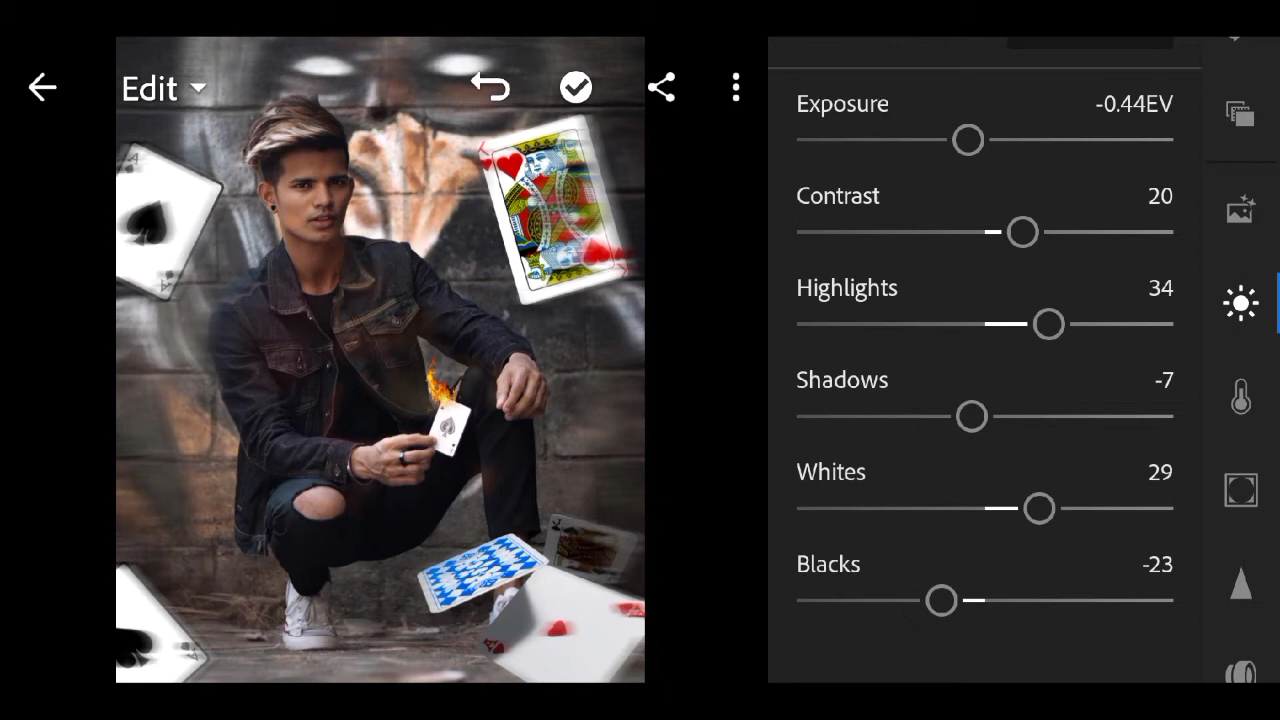 Edit
Exposure -0.44EV
Contrast 20
Highlights 34
Shadows -7
Whites 29
Blacks -23